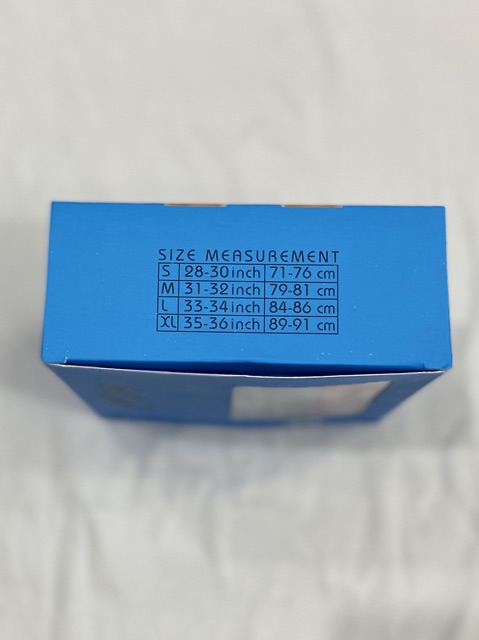 SIZE MEASUREMENT
S 28-30 inch 71-76 cm
M 31-32 inch 79-81 cm
L 33-34 inch 84-86 cm
XL 35-36 inch 89-91 cm